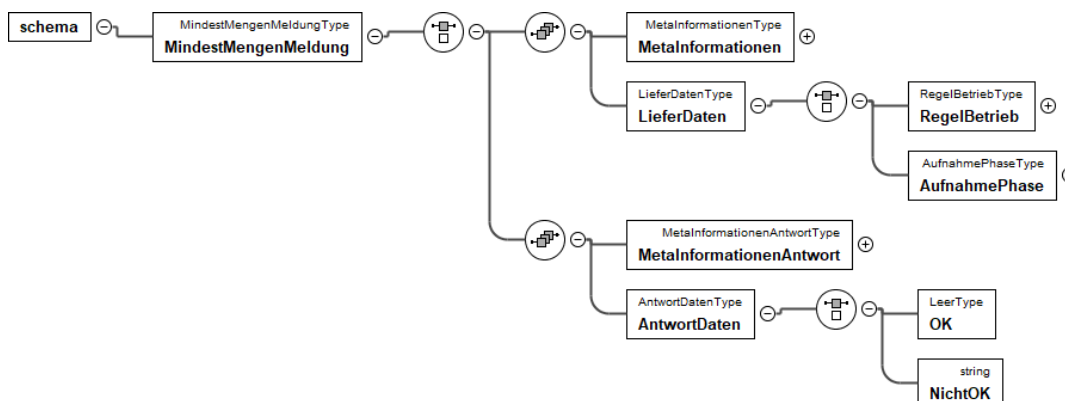 schema
MindestMengenMeldungType
MindestMengenMeldung
MetaInformationenType
MetaInformationen
LieferDatenType
LieferDaten
RegelBetriebType
RegelBetrieb
AufnahmePhaseType
AufnahmePhase
MetaInformationenAntwortType
MetaInformationenAntwort
AntwortDatenType
AntwortDaten
LeerType
OK
string
NichtOK